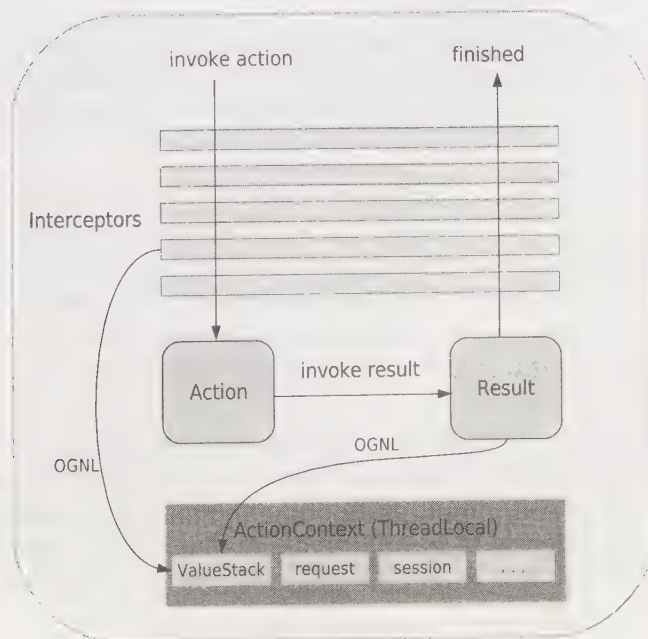 invoke action
finished
Interceptors
Action
invoke result
Result
OGNL
OGNL
ActionContext (ThreadLocal)
ValueStack
request
session
...